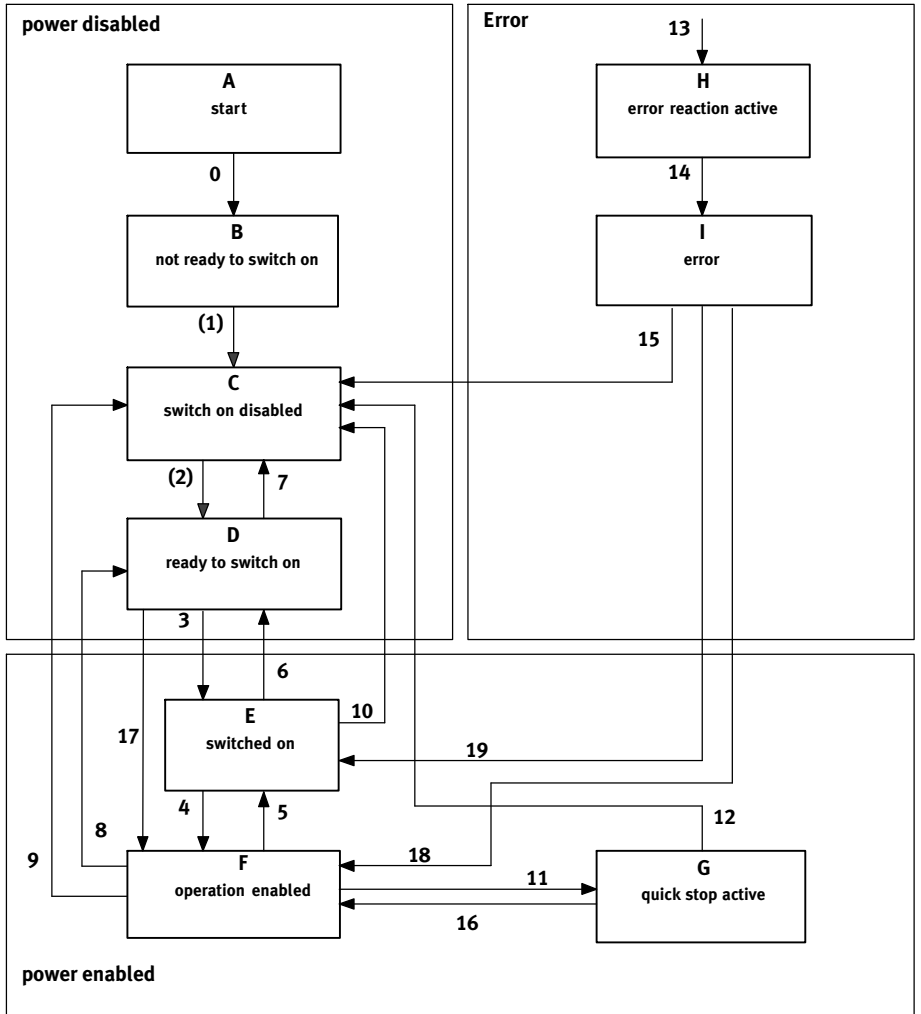 power disabled
Error
A
start
0
B
not ready to switch on
(1)
C
switch on disabled
(2)
7
D
ready to switch on
13
H
error reaction active
14
I
error
15
3
6
E
switched on
10
17
19
4
5
8
9
18
12
F
operation enabled
11
16
G
quick stop active
power enabled